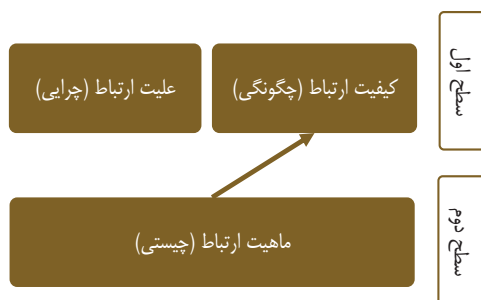 سطح اول
کیفیت ارتباط (چگونگی)
علیت ارتباط (چرایی)
سطح دوم
ماهیت ارتباط (چیستی)